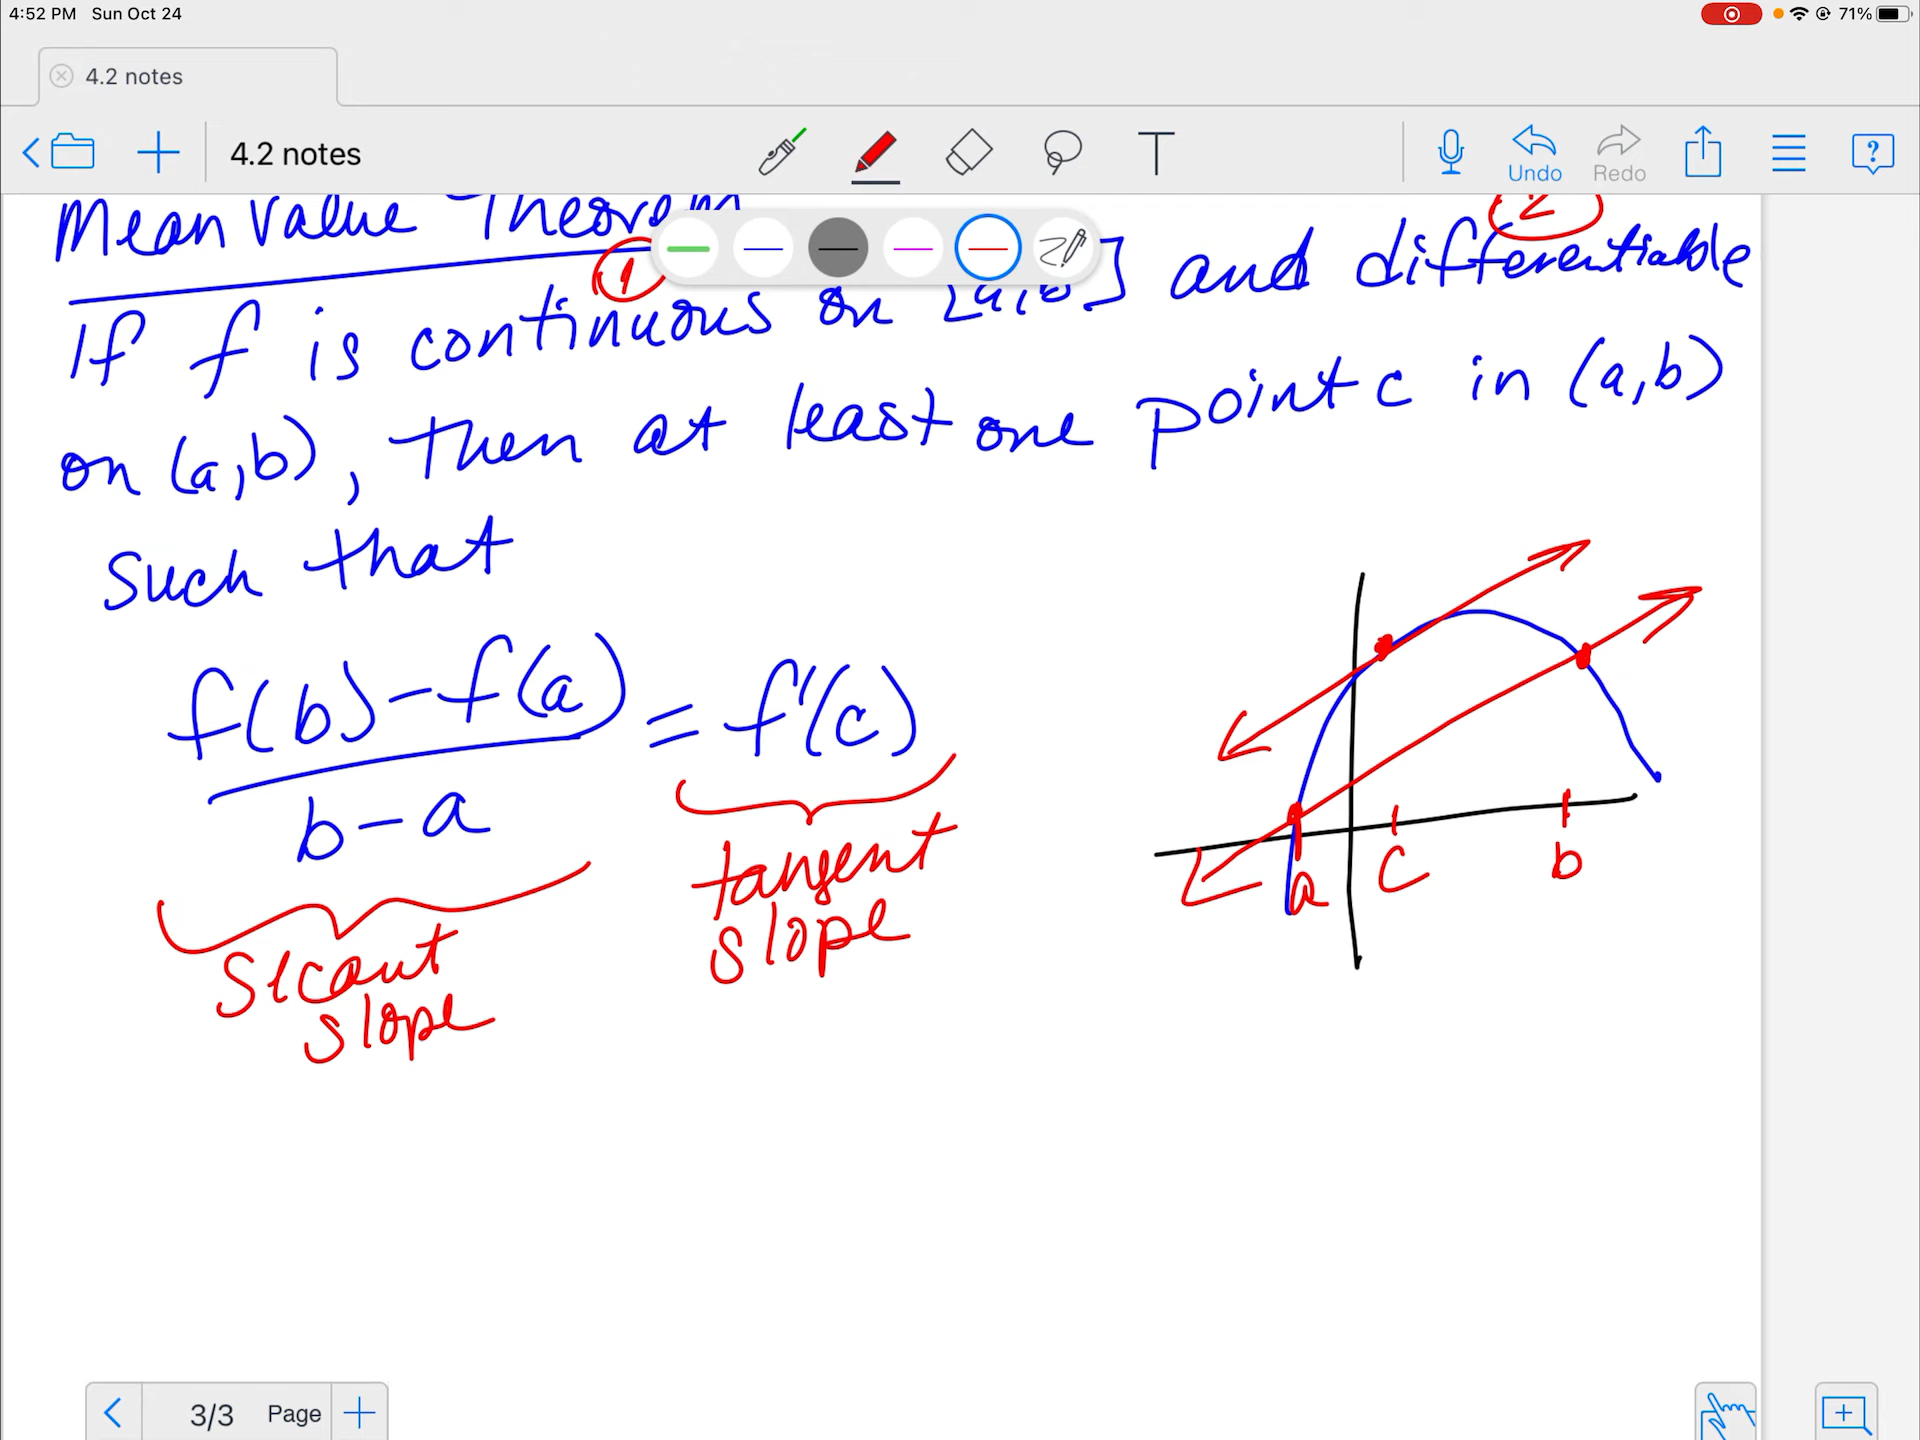 4:52 PM Sun Oct 24
71%
4.2 notes
4.2 notes
T
Undo
Redo
?
Mean Value Theorem
1
2
If f is continuous on [a,b] and differentiable
on (a,b), then at least one point c in (a,b)
such that
f(b)-f(a)
b-a
= f'(c)
secant
slope
tangent
slope
a
c
b
3/3 Page